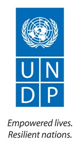 U N
D P
Empowered lives.
Resilient nations.